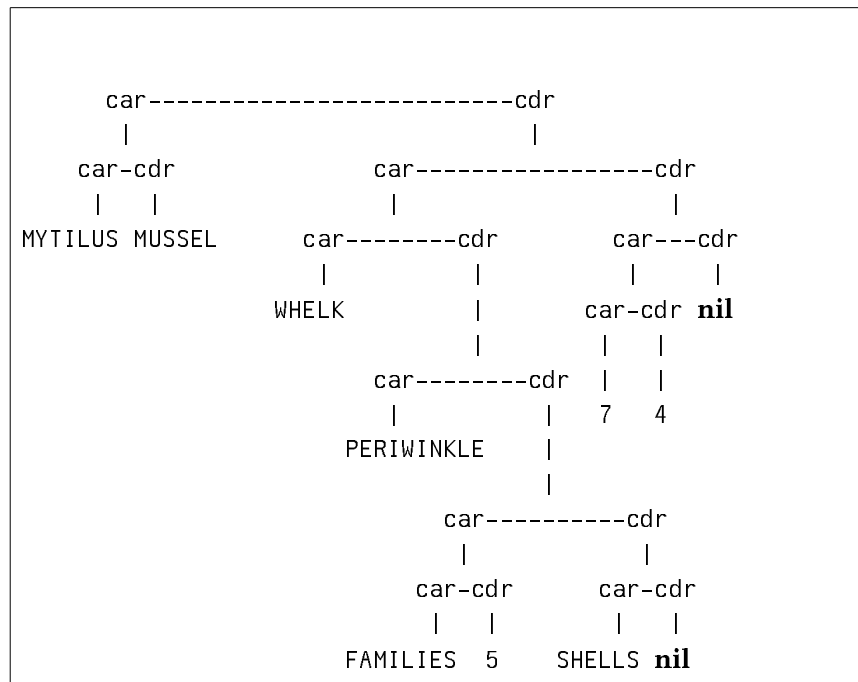 car--------------------------cdr
| |
car-cdr car-----------------cdr
| | | |
MYTILUS MUSSEL car--------cdr car---cdr
| | | |
WHELK | car-cdr nil
| | |
car--------cdr | |
| | 7 4
PERIWINKLE |
|
car----------cdr
| |
car-cdr car-cdr
| | | |
FAMILIES 5 SHELLS nil